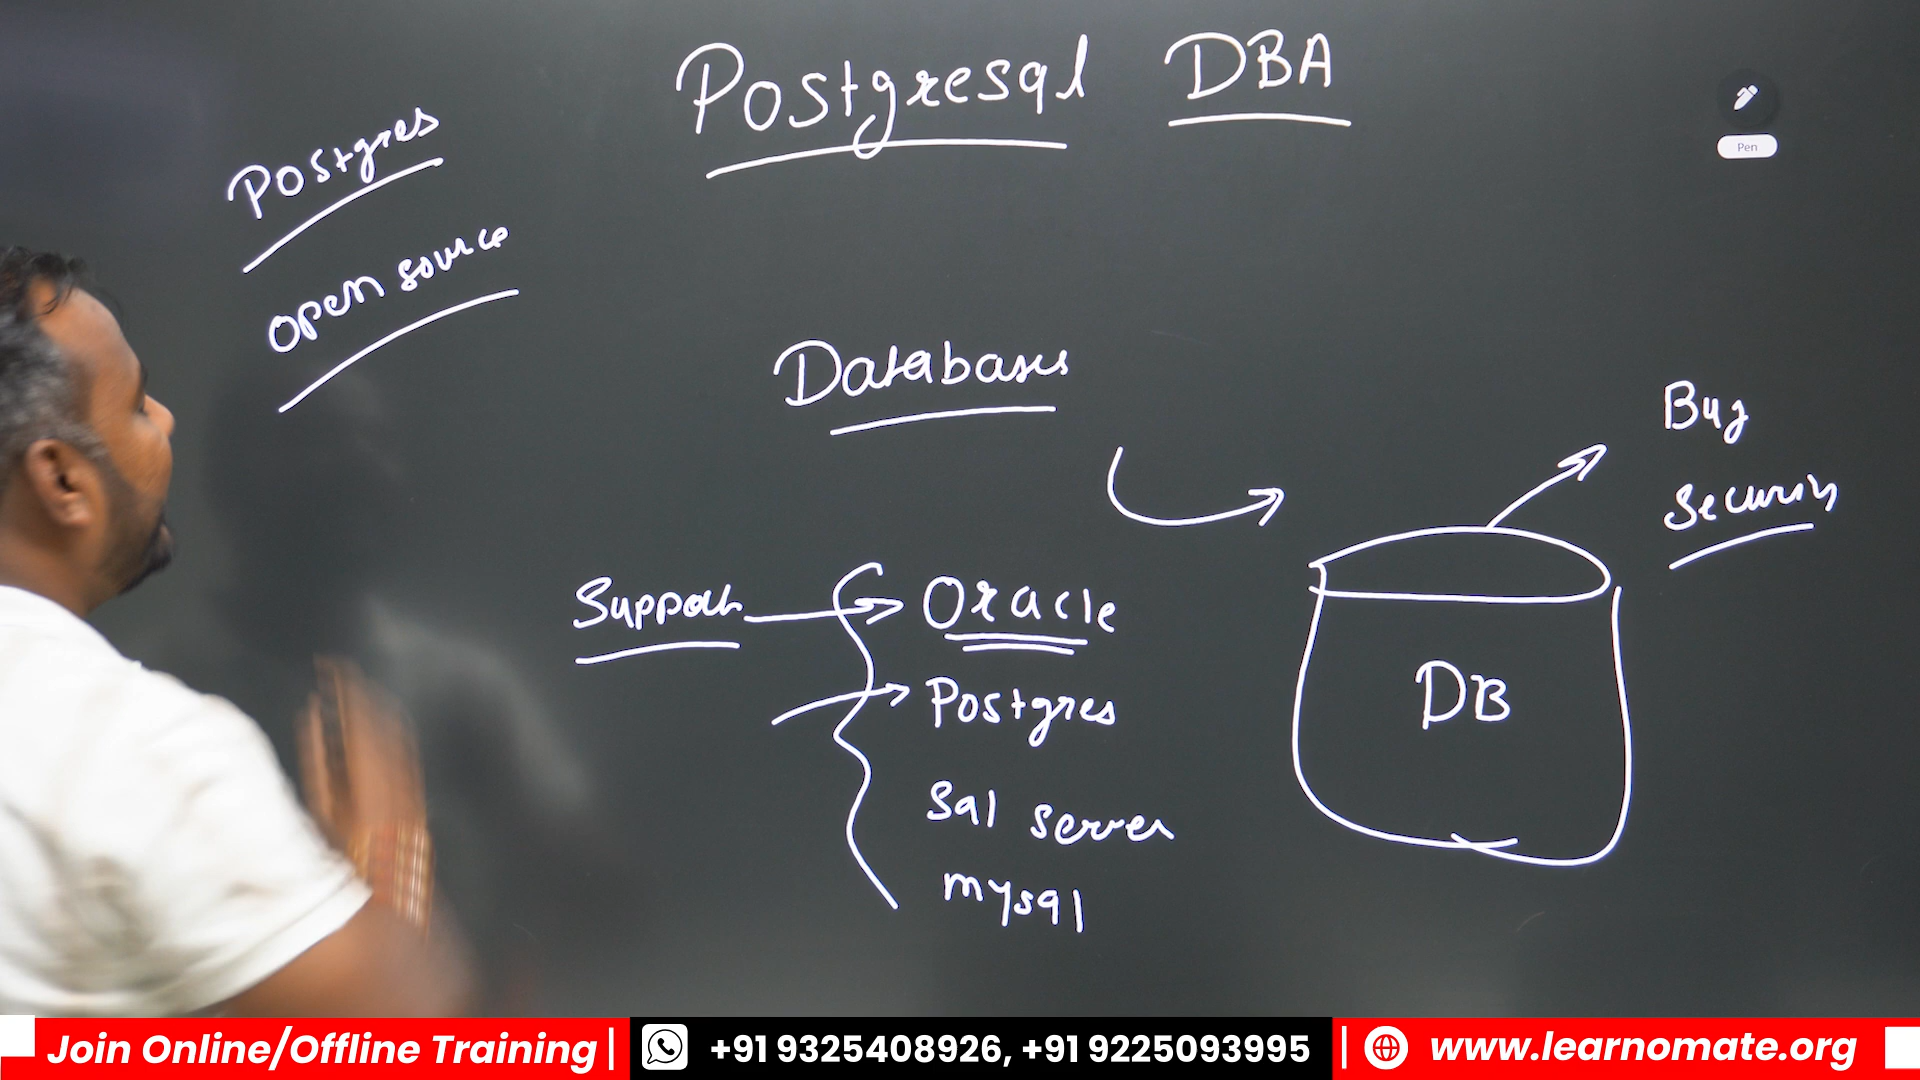 Postgresql DBA
Pen
Postgres
open source
Databases
Bug
Security
Support
Oracle
Postgres
Sql server
mysql
DB
Join Online/Offline Training | +91 9325408926, +91 9225093995 | www.learnomate.org